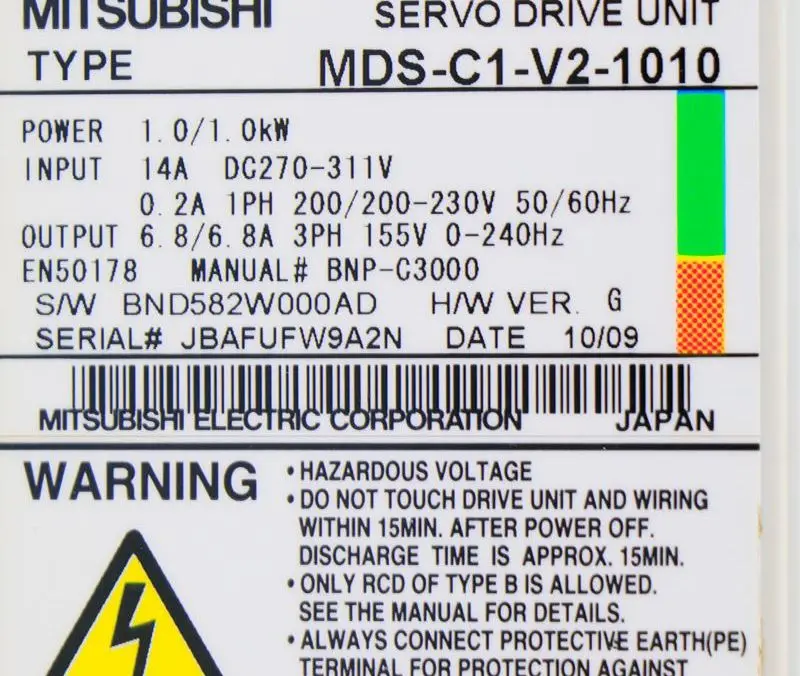 MITSUBISHI SERVO DRIVE UNIT
TYPE MDS-C1-V2-1010
POWER 1.0/1.0kW
INPUT 14A DC270-311V
0.2A 1PH 200/200-230V 50/60Hz
OUTPUT 6.8/6.8A 3PH 155V 0-240Hz
EN50178 MANUAL# BNP-C3000
S/W BND582W000AD H/W VER. G
SERIAL# JBAFUFW9A2N DATE 10/09
MITSUBISHI ELECTRIC CORPORATION JAPAN
WARNING
•HAZARDOUS VOLTAGE
•DO NOT TOUCH DRIVE UNIT AND WIRING
WITHIN 15MIN. AFTER POWER OFF.
DISCHARGE TIME IS APPROX. 15MIN.
•ONLY RCD OF TYPE B IS ALLOWED.
SEE THE MANUAL FOR DETAILS.
•ALWAYS CONNECT PROTECTIVE EARTH(PE)
TERMINAL FOR PROTECTION AGAINST